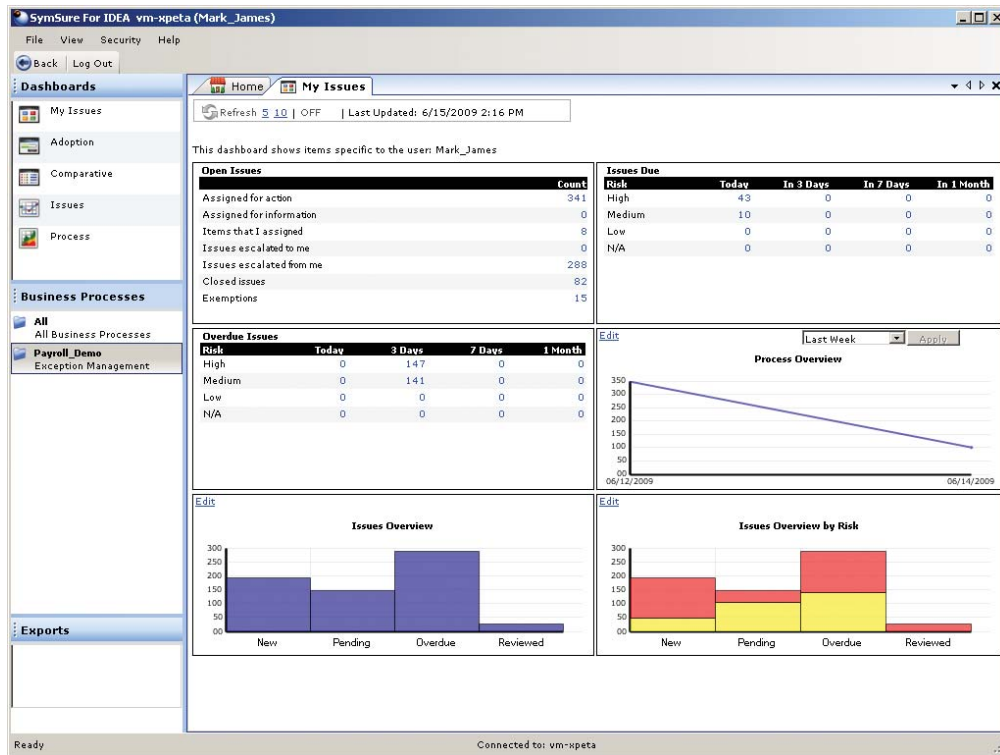 SymSure For IDEA vm-xpeta (Mark_James)
File View Security Help
Back Log Out
Dashboards
My Issues
Adoption
Comparative
Issues
Process
Business Processes
All
All Business Processes
Payroll_Demo
Exception Management
Exports
Home My Issues
Refresh 5 10 | OFF | Last Updated: 6/15/2009 2:16 PM
This dashboard shows items specific to the user: Mark_James
Open Issues
Count
Assigned for action 341
Assigned for information 0
Items that I assigned 8
Issues escalated to me 0
Issues escalated from me 288
Closed issues 82
Exemptions 15
Issues Due
Risk Today In 3 Days In 7 Days In 1 Month
High 43 0 0 0
Medium 10 0 0 0
Low 0 0 0 0
N/A 0 0 0 0
Overdue Issues
Risk Today 3 Days 7 Days 1 Month
High 0 147 0 0
Medium 0 141 0 0
Low 0 0 0 0
N/A 0 0 0 0
Edit Last Week Apply
Process Overview
350
300
250
200
150
100
50
00
06/12/2009 06/14/2009
Edit
Issues Overview
300
250
200
150
100
50
00
New Pending Overdue Reviewed
Edit
Issues Overview by Risk
300
250
200
150
100
50
00
New Pending Overdue Reviewed
Ready Connected to: vm-xpeta